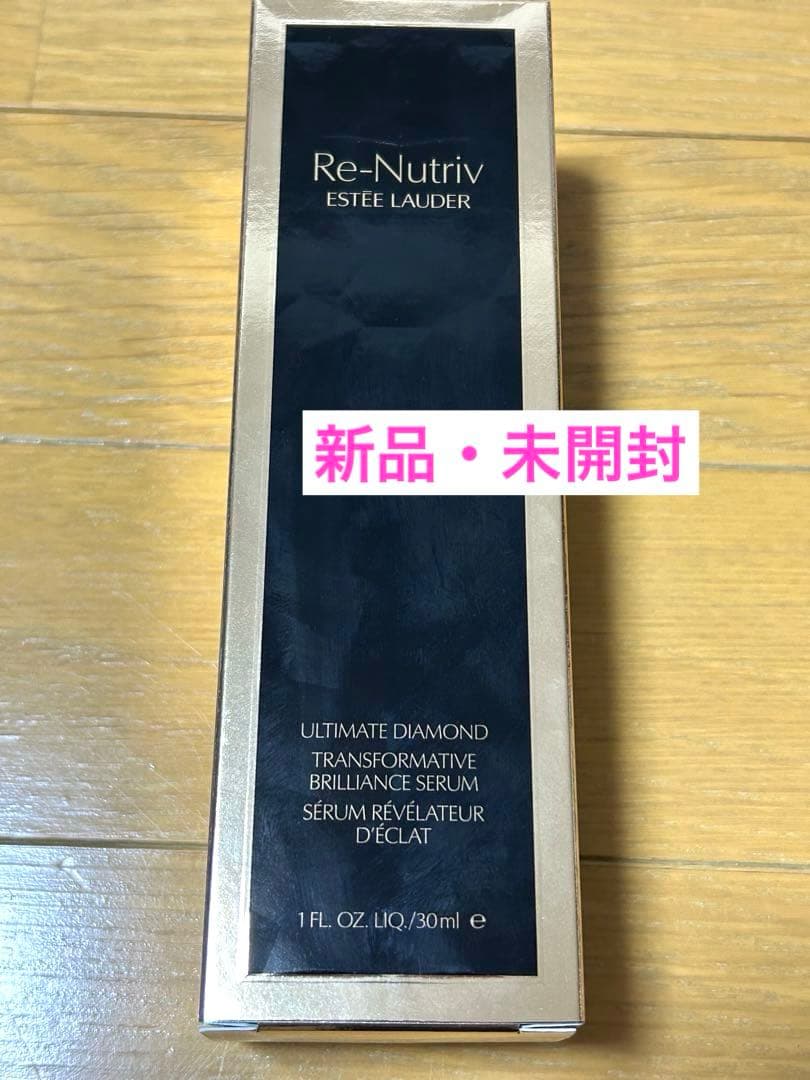 Re-Nutriv
ESTĒE LAUDER
新品・未開封
ULTIMATE DIAMOND
TRANSFORMATIVE
BRILLIANCE SERUM
SÉRUM RÉVÉLATEUR
D'ÉCLAT
1 FL. OZ. LIQ./30ml ℮